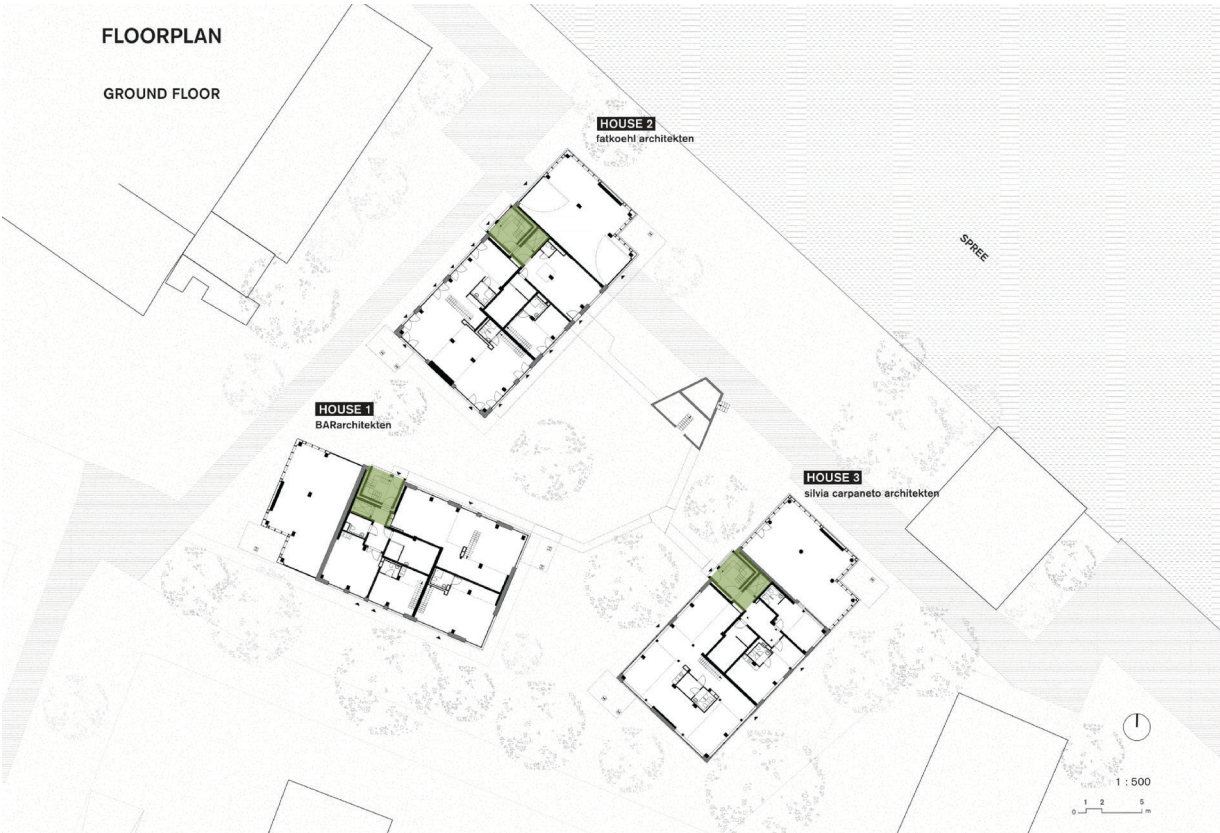 FLOORPLAN
GROUND FLOOR
HOUSE 2
fatkoehl architekten
SPREE
HOUSE 1
BARarchitekten
HOUSE 3
silvia carpaneto architekten
1 : 500
0 1 2 5 m